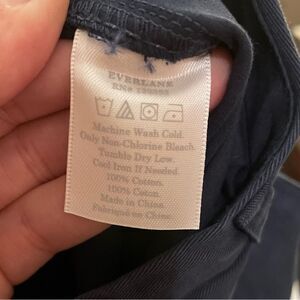 EVERLANE
RN#
Machine Wash Cold.
Only Non-Chlorine Bleach.
Tumble Dry Low.
Cool Iron If Needed.
100% Cotton.
100% Coton.
Made in China.
Fabriqué en Chine.